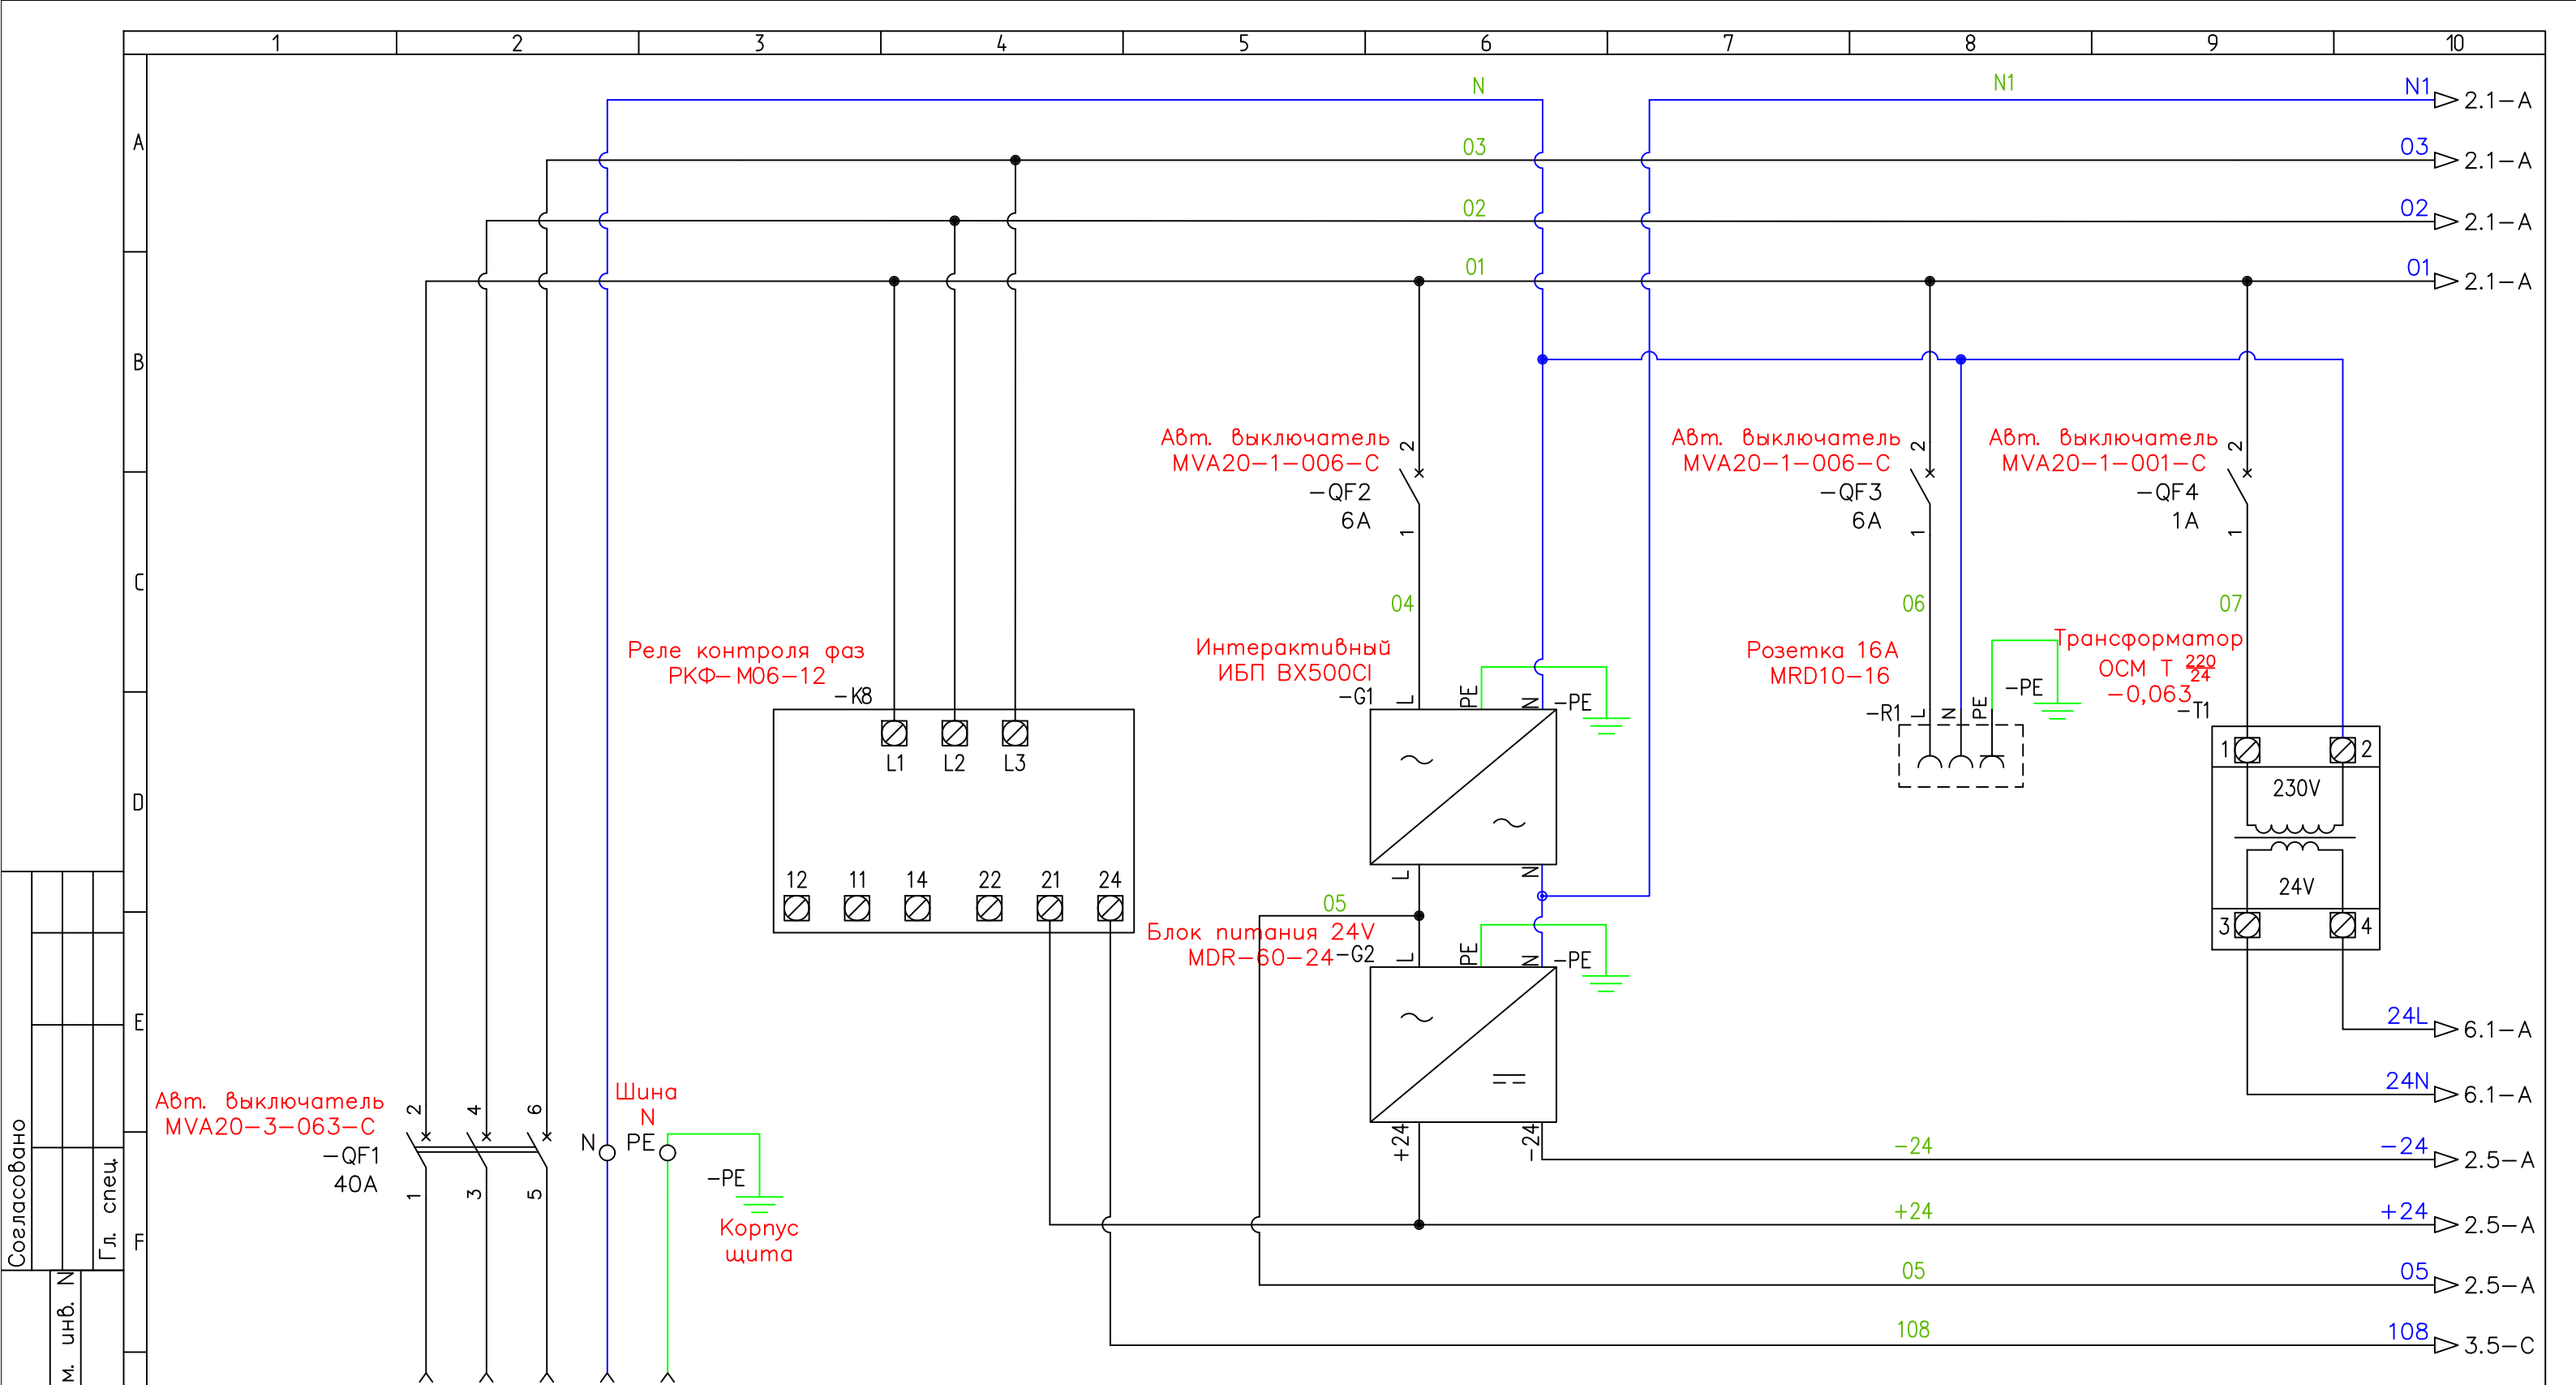 1 2 3 4 5 6 7 8 9 10
A
B
C
D
E
F
N
N1
N1 2.1-A
03
03 2.1-A
02
02 2.1-A
01
01 2.1-A
Авт. выключатель
MVA20-1-006-C
-QF2
6A
2
1
04
Авт. выключатель
MVA20-1-006-C
-QF3
6A
2
1
06
Авт. выключатель
MVA20-1-001-C
-QF4
1A
2
1
07
Реле контроля фаз
РКФ-М06-12
-K8
L1 L2 L3
12 11 14 22 21 24
Интерактивный
ИБП BX500CI
-G1
L PE N -PE
L N
05
Блок питания 24V
MDR-60-24
-G2
L PE N -PE
+24 -24
Розетка 16А
MRD10-16
-R1
L N PE
-PE
Трансформатор
ОСМ Т 220/24
-0,063
-T1
1 2
230V
24V
3 4
24L 6.1-A
24N 6.1-A
-24
-24 2.5-A
+24
+24 2.5-A
05
05 2.5-A
108
108 3.5-C
Авт. выключатель
MVA20-3-063-C
-QF1
40A
2 4 6
1 3 5
Шина
N
N PE
-PE
Корпус
щита
Согласовано
Гл. спец.
м. инв. N